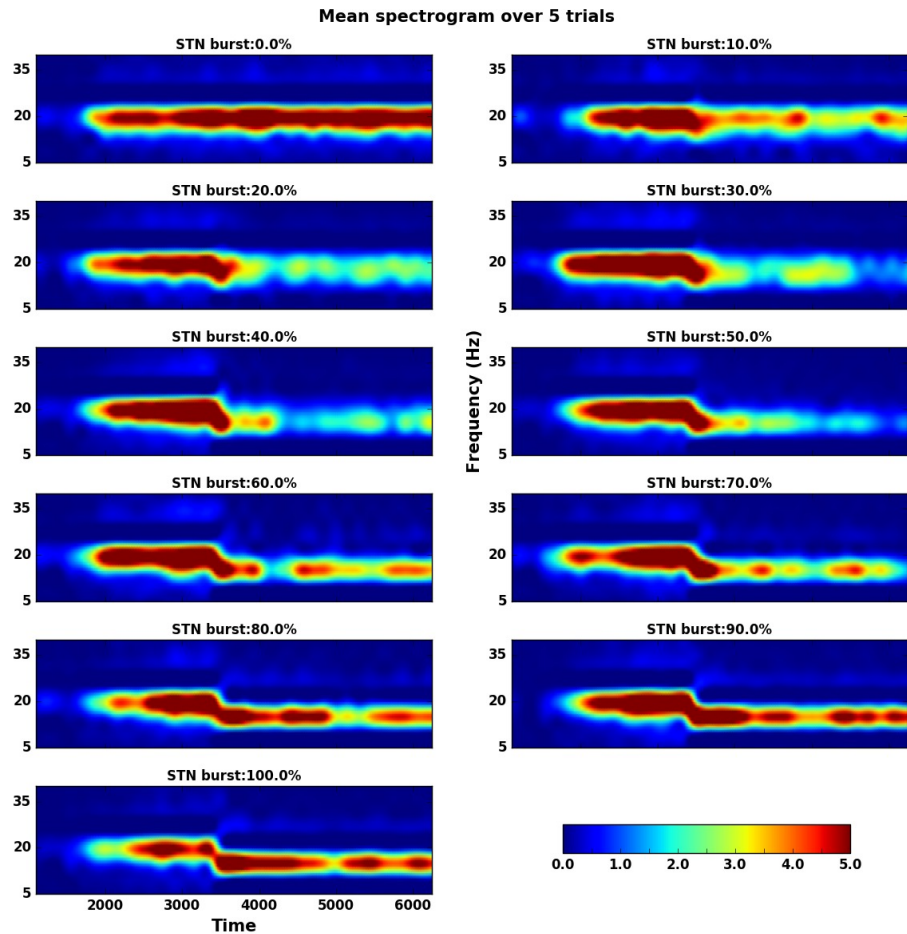 Mean spectrogram over 5 trials
STN burst:0.0%
STN burst:10.0%
35
20
5
35
20
5
STN burst:20.0%
STN burst:30.0%
35
20
5
35
20
5
STN burst:40.0%
STN burst:50.0%
35
20
5
35
20
5
Frequency (Hz)
STN burst:60.0%
STN burst:70.0%
35
20
5
35
20
5
STN burst:80.0%
STN burst:90.0%
35
20
5
35
20
5
STN burst:100.0%
35
20
5
2000 3000 4000 5000 6000
Time
0.0 1.0 2.0 3.0 4.0 5.0